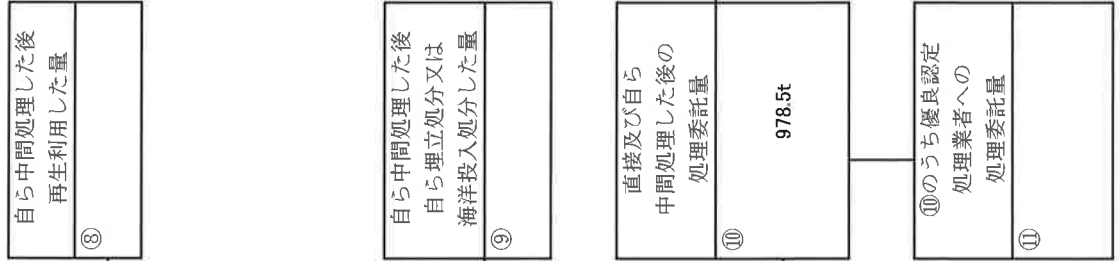 自ら中間処理した後
再生利用した量
⑧
自ら中間処理した後
自ら埋立処分又は
海洋投入処分した量
⑨
直接及び自ら
中間処理した後の
処理委託量
⑩
978.5t
⑩のうち優良認定
処理業者への
処理委託量
⑪